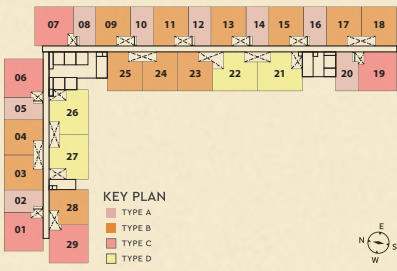 07 08 09 10 11 12 13 14 15 16 17 18
25 24 23 22 21 20 19
06
05
04
03
02
01
26
27
28
29
KEY PLAN
TYPE A
TYPE B
TYPE C
TYPE D
E
N
S
W